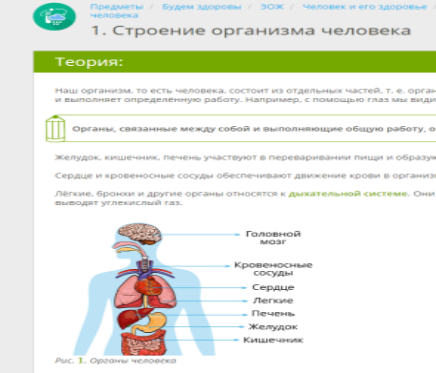 Предметы / Будем здоровы / ЗОЖ / Человек и его здоровье /
человека
1. Строение организма человека
Теория:
Наш организм, то есть человека, состоит из отдельных частей, т. е. орган
и выполняет определённую работу. Например, с помощью глаз мы види
Органы, связанные между собой и выполняющие общую работу, о
Желудок, кишечник, печень участвуют в переваривании пищи и образую
Сердце и кровеносные сосуды обеспечивают движение крови в организ
Лёгкие, бронхи и другие органы относятся к дыхательной системе. Они
выводят углекислый газ.
Головной
мозг
Кровеносные
сосуды
Сердце
Легкие
Печень
Желудок
Кишечник
Рис. 1. Органы человека